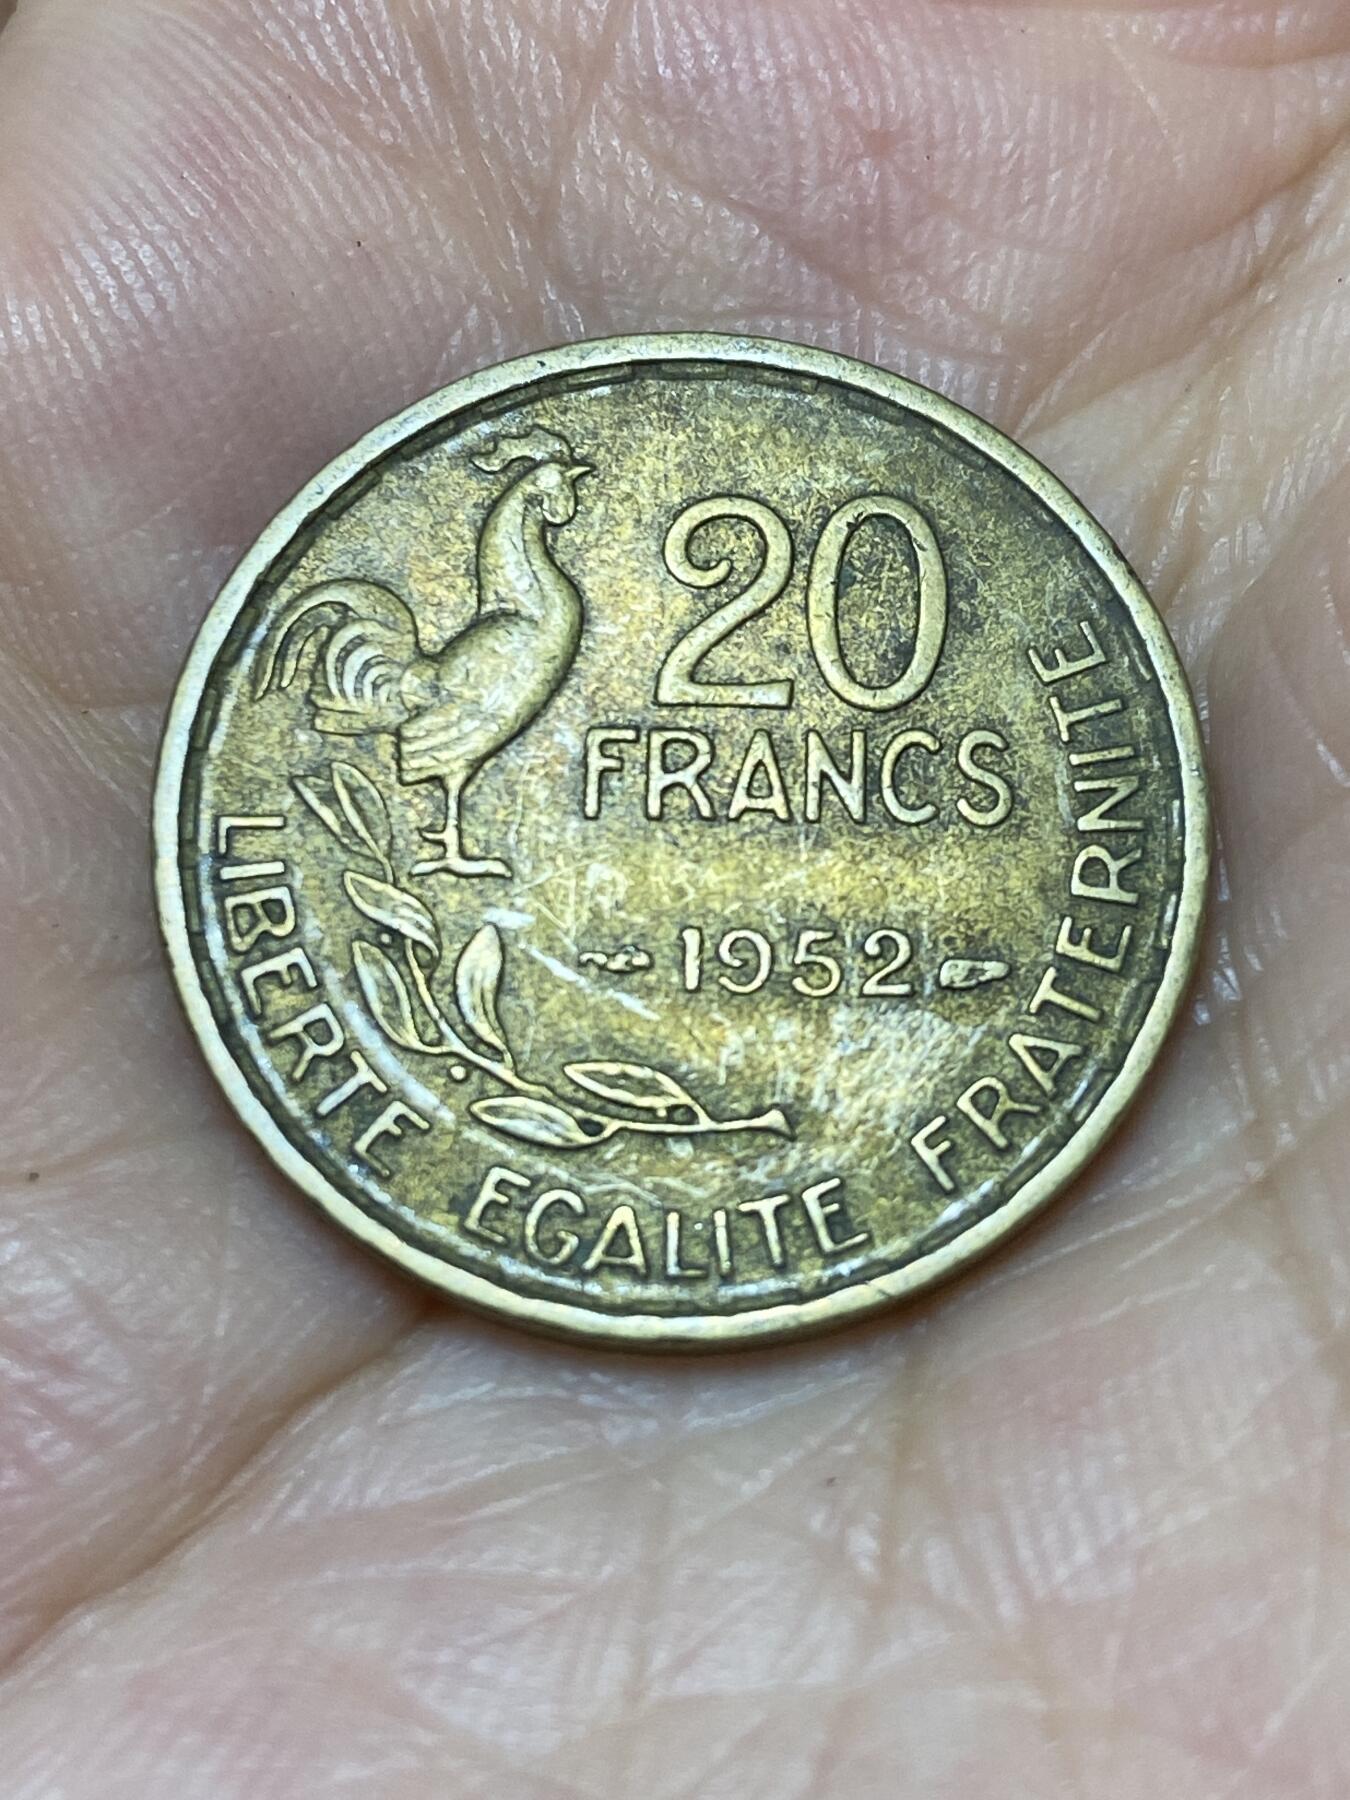 20
FRANCS
1952
LIBERTE EGALITE FRATERNITE